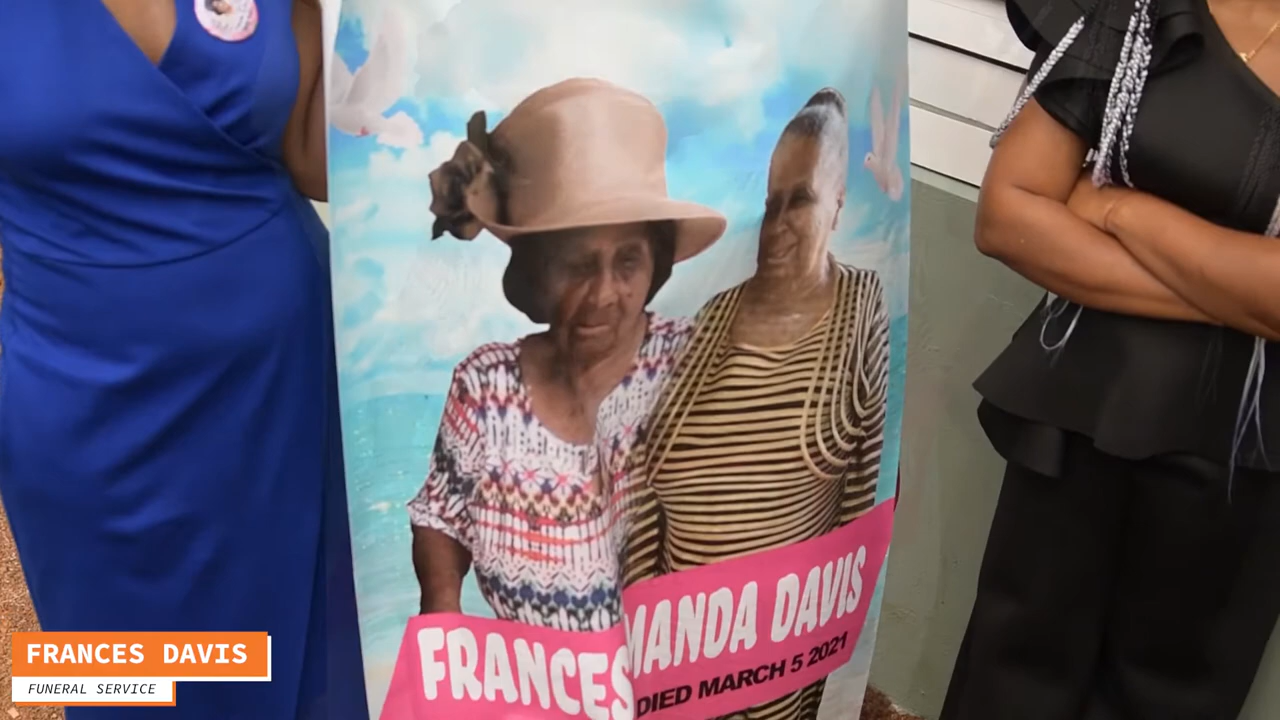 FRANCES
MANDA DAVIS
DIED MARCH 5 2021
FRANCES DAVIS
FUNERAL SERVICE